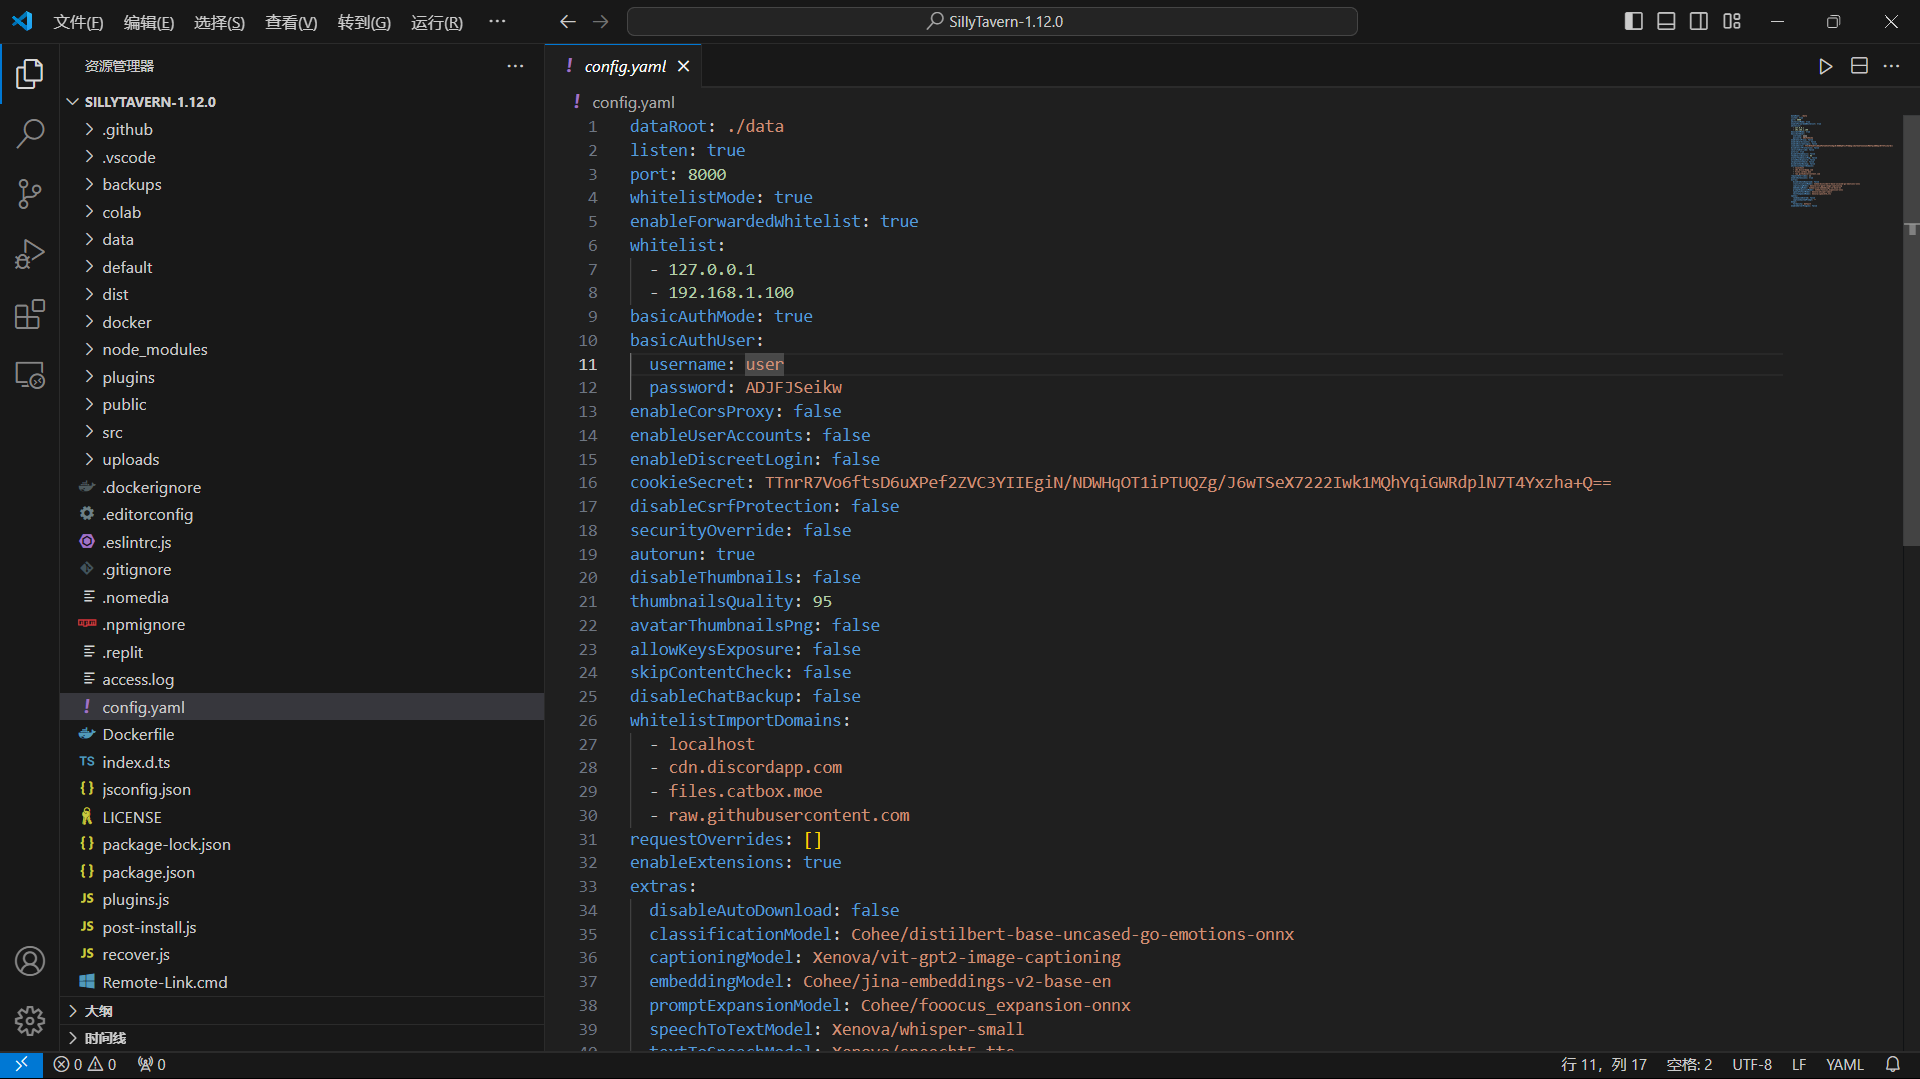 文件(F) 编辑(E) 选择(S) 查看(V) 转到(G) 运行(R) ··· SillyTavern-1.12.0
资源管理器
SILLYTAVERN-1.12.0
.github
.vscode
backups
colab
data
default
dist
docker
node_modules
plugins
public
src
uploads
.dockerignore
.editorconfig
.eslintrc.js
.gitignore
.nomedia
.npmignore
.replit
access.log
! config.yaml
Dockerfile
TS index.d.ts
{} jsconfig.json
LICENSE
{} package-lock.json
{} package.json
JS plugins.js
JS post-install.js
JS recover.js
Remote-Link.cmd
大纲
时间线
! config.yaml
! config.yaml
1 dataRoot: ./data
2 listen: true
3 port: 8000
4 whitelistMode: true
5 enableForwardedWhitelist: true
6 whitelist:
7 - 127.0.0.1
8 - 192.168.1.100
9 basicAuthMode: true
10 basicAuthUser:
11 username: user
12 password: ADJFJSeikw
13 enableCorsProxy: false
14 enableUserAccounts: false
15 enableDiscreetLogin: false
16 cookieSecret: TTnrR7Vo6ftsD6uXPef2ZVC3YIIEgiN/NDWHqOT1iPTUQZg/J6wTSeX7222Iwk1MQhYqiGWRdplN7T4Yxzha+Q==
17 disableCsrfProtection: false
18 securityOverride: false
19 autorun: true
20 disableThumbnails: false
21 thumbnailsQuality: 95
22 avatarThumbnailsPng: false
23 allowKeysExposure: false
24 skipContentCheck: false
25 disableChatBackup: false
26 whitelistImportDomains:
27 - localhost
28 - cdn.discordapp.com
29 - files.catbox.moe
30 - raw.githubusercontent.com
31 requestOverrides: []
32 enableExtensions: true
33 extras:
34 disableAutoDownload: false
35 classificationModel: Cohee/distilbert-base-uncased-go-emotions-onnx
36 captioningModel: Xenova/vit-gpt2-image-captioning
37 embeddingModel: Cohee/jina-embeddings-v2-base-en
38 promptExpansionModel: Cohee/fooocus_expansion-onnx
39 speechToTextModel: Xenova/whisper-small
40 textToSpeechModel: Xenova/speecht5_tts
0 0 0 行 11，列 17 空格: 2 UTF-8 LF YAML